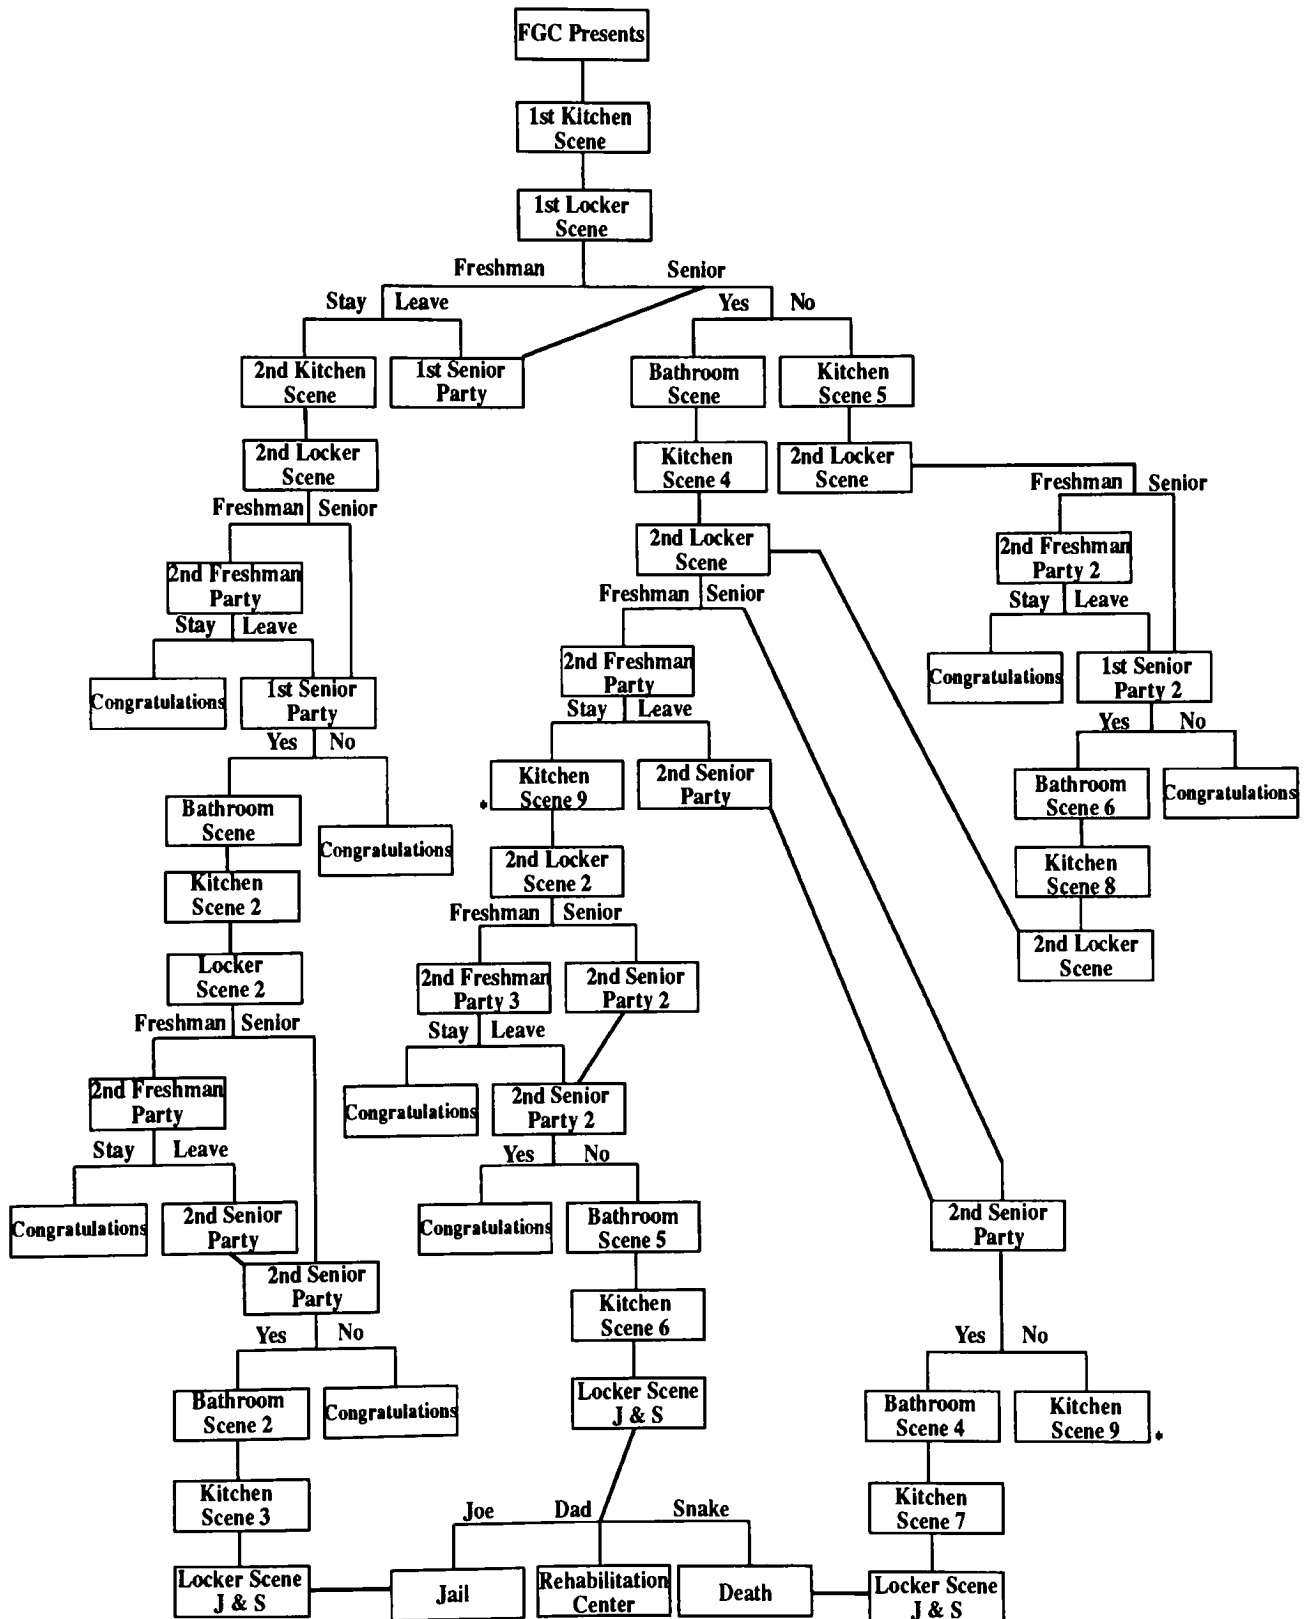 FGC Presents
1st Kitchen
Scene
1st Locker
Scene
Freshman
Senior
Stay
Leave
Yes
No
2nd Kitchen
Scene
1st Senior
Party
Bathroom
Scene
Kitchen
Scene 5
2nd Locker
Scene
Kitchen
Scene 4
2nd Locker
Scene
Freshman
Senior
Freshman
Senior
2nd Freshman
Party
2nd Locker
Scene
2nd Freshman
Party 2
Freshman
Senior
Stay
Leave
Stay
Leave
2nd Freshman
Party
Congratulations
1st Senior
Party
Congratulations
1st Senior
Party 2
Stay
Leave
Yes
No
Yes
No
Kitchen
Scene 9
*
2nd Senior
Party
Bathroom
Scene 6
Congratulations
Bathroom
Scene
Congratulations
2nd Locker
Scene 2
Kitchen
Scene 8
Kitchen
Scene 2
Freshman
Senior
2nd Locker
Scene
Locker
Scene 2
2nd Freshman
Party 3
2nd Senior
Party 2
Freshman
Senior
Stay
Leave
2nd Freshman
Party
Congratulations
2nd Senior
Party 2
Stay
Leave
Yes
No
Congratulations
2nd Senior
Party
Congratulations
Bathroom
Scene 5
2nd Senior
Party
2nd Senior
Party
Kitchen
Scene 6
Yes
No
Yes
No
Bathroom
Scene 2
Congratulations
Locker Scene
J & S
Bathroom
Scene 4
Kitchen
Scene 9
*
Kitchen
Scene 3
Joe
Dad
Snake
Kitchen
Scene 7
Locker Scene
J & S
Jail
Rehabilitation
Center
Death
Locker Scene
J & S